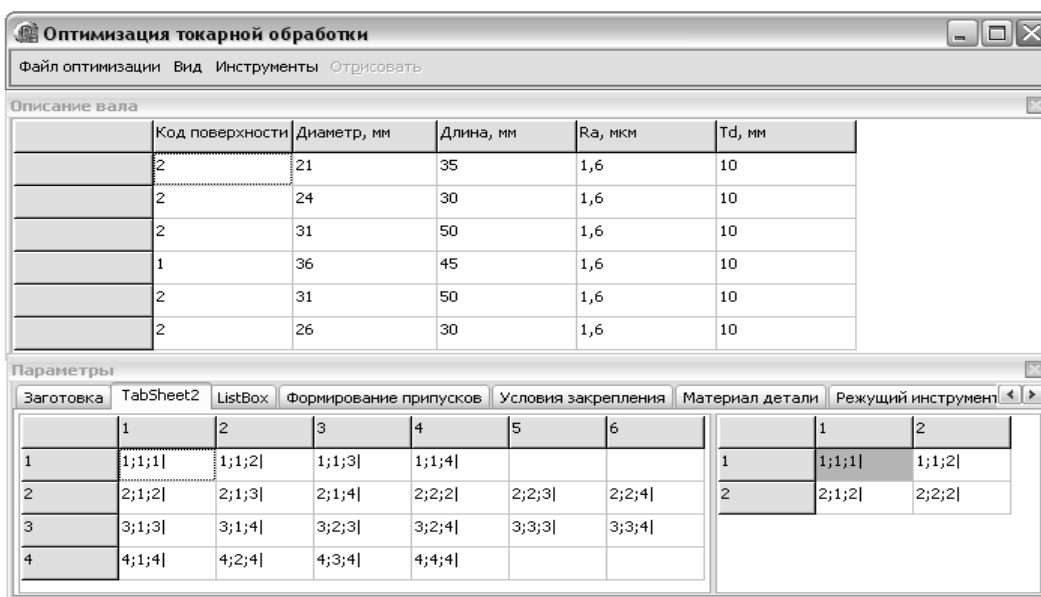 Оптимизация токарной обработки
Файл оптимизации Вид Инструменты Отрисовать
Описание вала
Код поверхности Диаметр, мм Длина, мм Ra, мкм Td, мм
2 21 35 1,6 10
2 24 30 1,6 10
2 31 50 1,6 10
1 36 45 1,6 10
2 31 50 1,6 10
2 26 30 1,6 10
Параметры
Заготовка TabSheet2 ListBox Формирование припусков Условия закрепления Материал детали Режущий инструмент
1 2 3 4 5 6 1 2
1 1;1;1| 1;1;2| 1;1;3| 1;1;4| 1 1;1;1| 1;1;2|
2 2;1;2| 2;1;3| 2;1;4| 2;2;2| 2;2;3| 2;2;4| 2 2;1;2| 2;2;2|
3 3;1;3| 3;1;4| 3;2;3| 3;2;4| 3;3;3| 3;3;4|
4 4;1;4| 4;2;4| 4;3;4| 4;4;4|